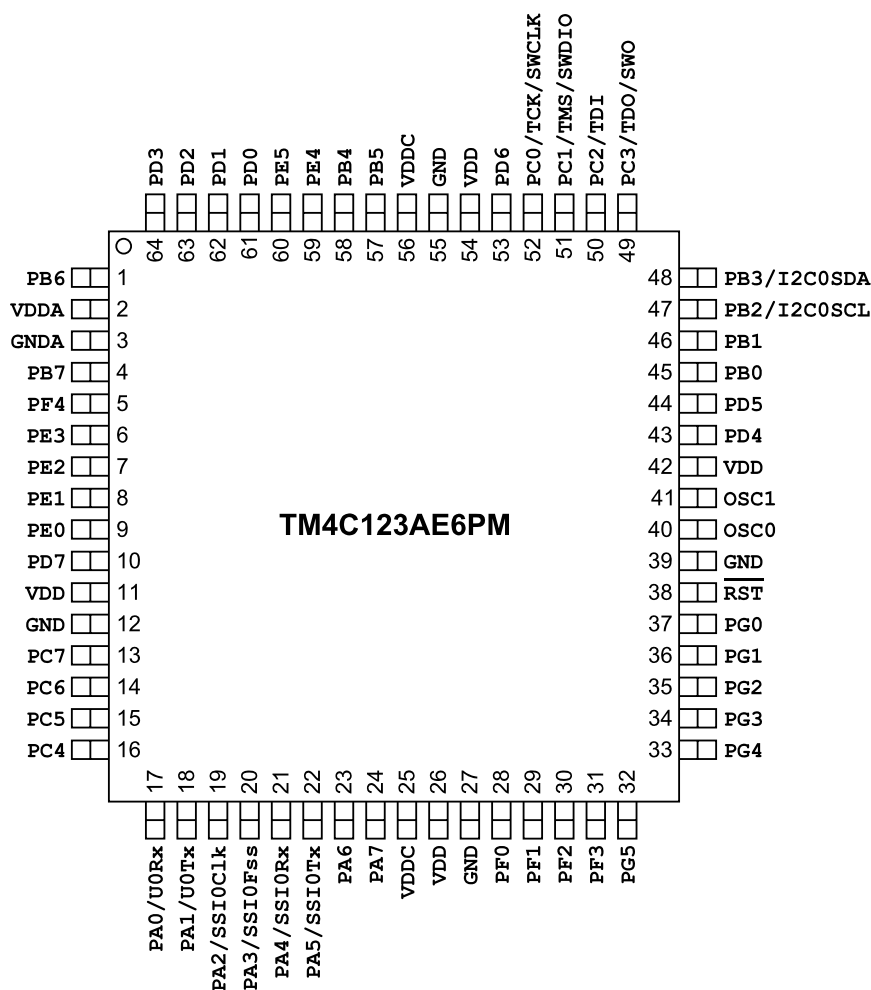 PD3
PD2
PD1
PD0
PE5
PE4
PB4
PB5
VDDC
GND
VDD
PD6
PC0/TCK/SWCLK
PC1/TMS/SWDIO
PC2/TDI
PC3/TDO/SWO
64
63
62
61
60
59
58
57
56
55
54
53
52
51
50
49
PB6 1
VDDA 2
GNDA 3
PB7 4
PF4 5
PE3 6
PE2 7
PE1 8
PE0 9
PD7 10
VDD 11
GND 12
PC7 13
PC6 14
PC5 15
PC4 16
TM4C123AE6PM
48 PB3/I2C0SDA
47 PB2/I2C0SCL
46 PB1
45 PB0
44 PD5
43 PD4
42 VDD
41 OSC1
40 OSC0
39 GND
38 RST
37 PG0
36 PG1
35 PG2
34 PG3
33 PG4
17
18
19
20
21
22
23
24
25
26
27
28
29
30
31
32
PA0/U0Rx
PA1/U0Tx
PA2/SSI0Clk
PA3/SSI0Fss
PA4/SSI0Rx
PA5/SSI0Tx
PA6
PA7
VDDC
VDD
GND
PF0
PF1
PF2
PF3
PG5